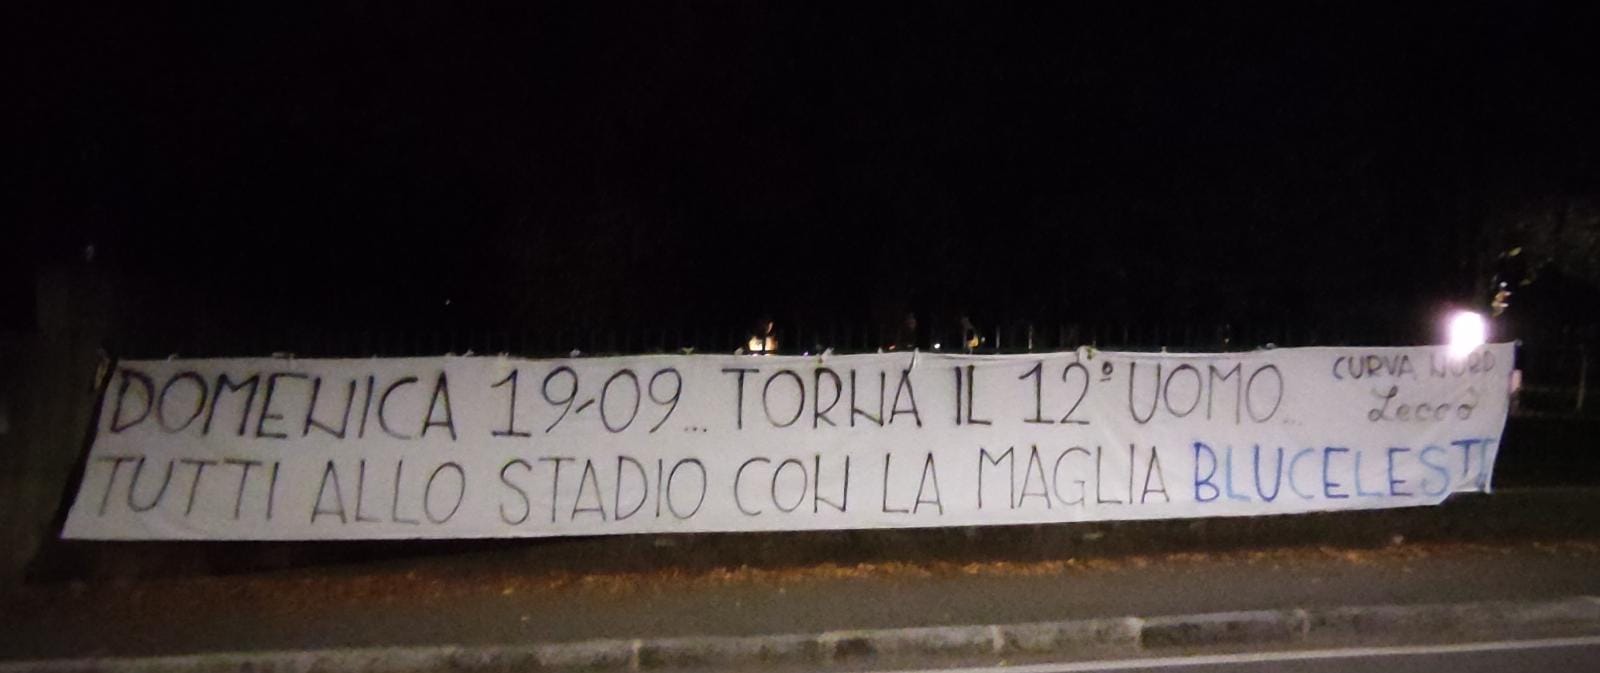 DOMENICA 19-09... TORNA IL 12° UOMO...
CURVA NORD
Lecco
TUTTI ALLO STADIO CON LA MAGLIA BLUCELESTE